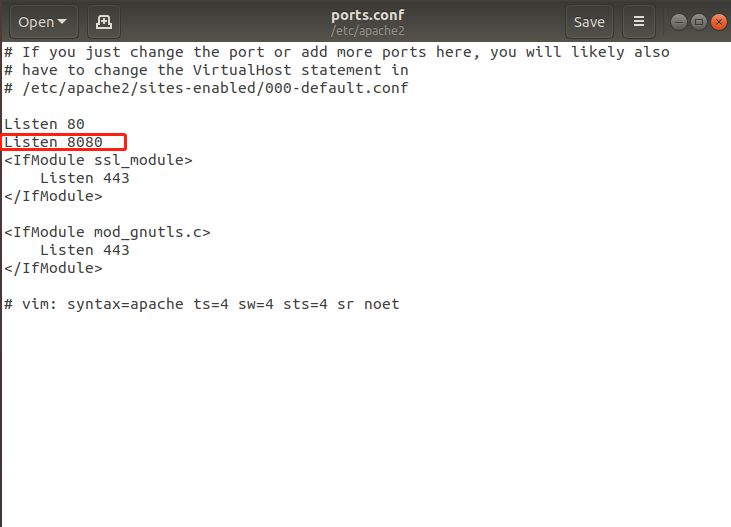 Open
ports.conf
/etc/apache2
Save
# If you just change the port or add more ports here, you will likely also
# have to change the VirtualHost statement in
# /etc/apache2/sites-enabled/000-default.conf
Listen 80
Listen 8080
<IfModule ssl_module>
    Listen 443
</IfModule>
<IfModule mod_gnutls.c>
    Listen 443
</IfModule>
# vim: syntax=apache ts=4 sw=4 sts=4 sr noet